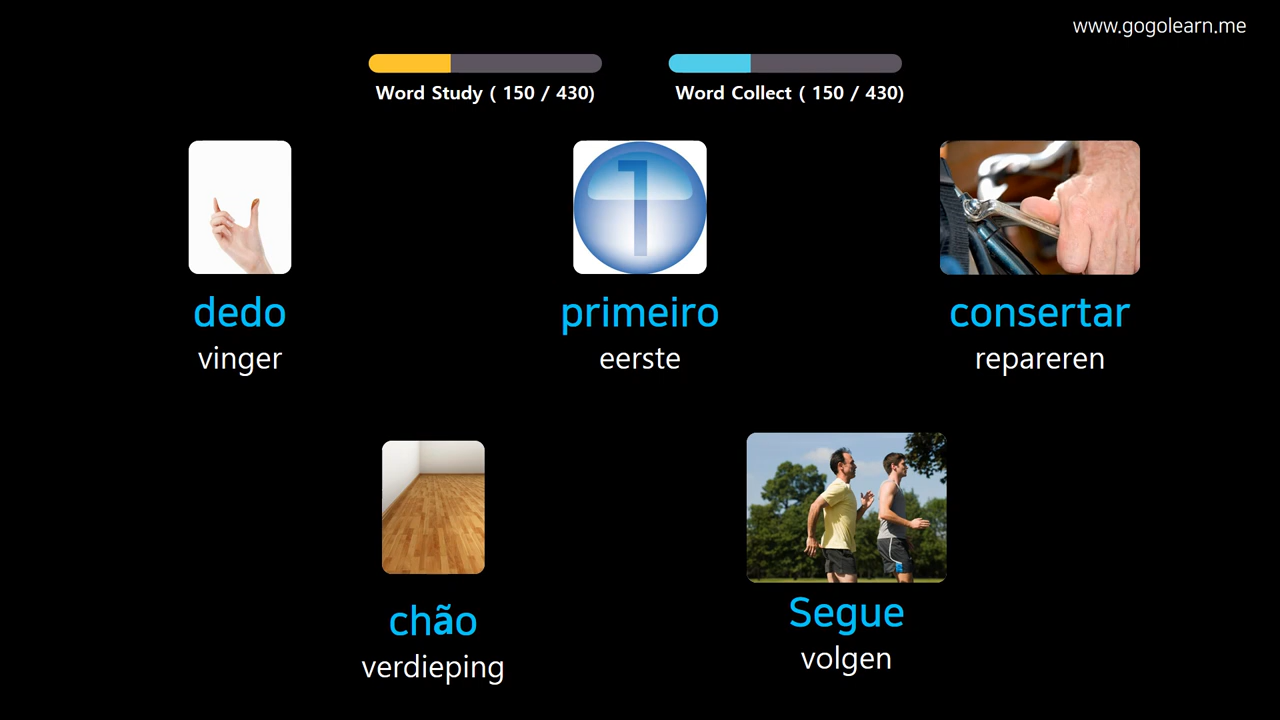 www.gogolearn.me
Word Study ( 150 / 430)
Word Collect ( 150 / 430)
1
dedo
vinger
primeiro
eerste
consertar
repareren
chão
verdieping
Segue
volgen